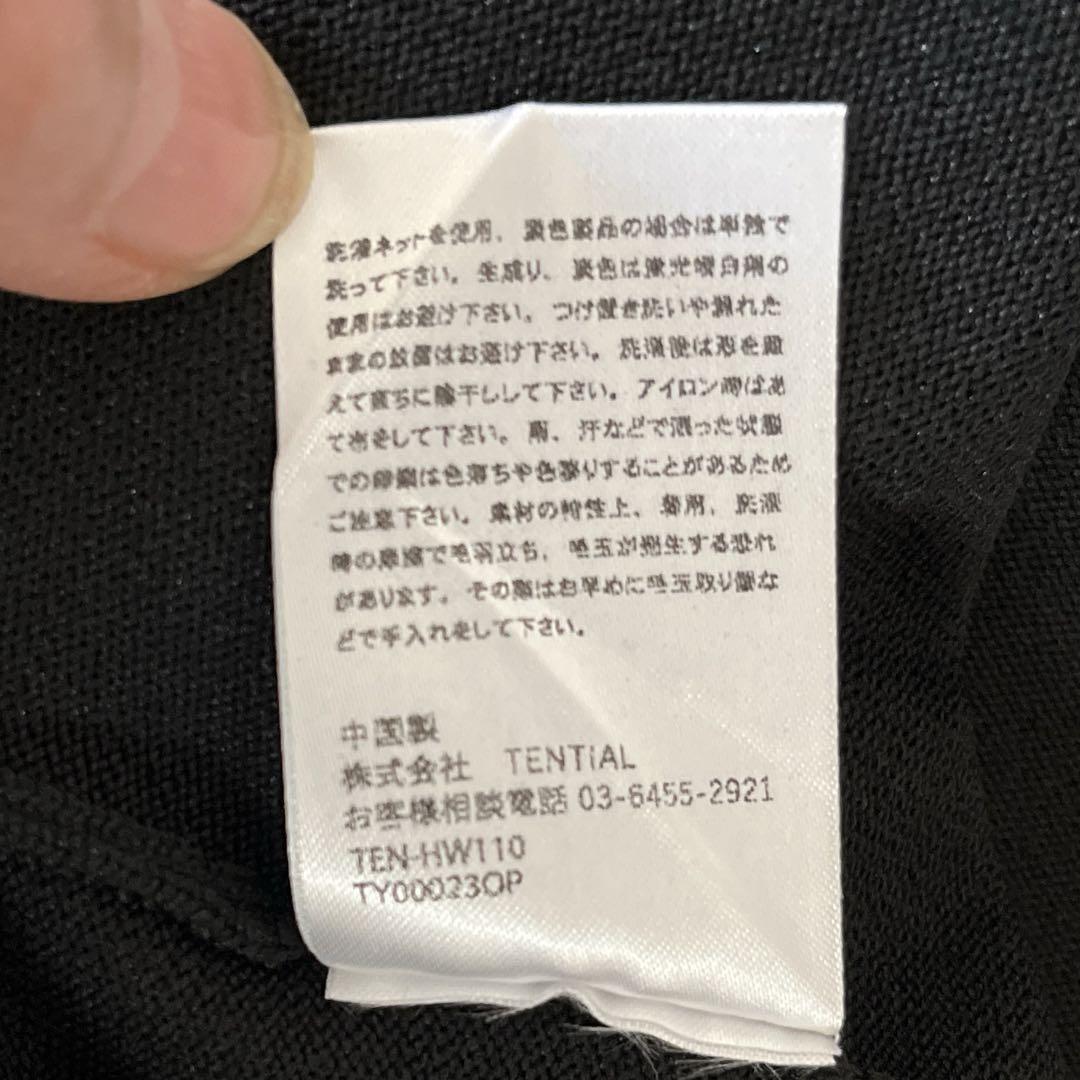 洗濯ネットを使用、濃色製品の場合は単独で
洗って下さい。生成り、淡色は蛍光増白剤の
使用はお避け下さい。つけ置き洗いや濡れた
ままの放置はお避け下さい。洗濯後は形を整
えて直ちに陰干しして下さい。アイロン時はあ
て布をして下さい。雨、汗などで湿った状態
での摩擦は色落ちや色移りすることがあるため
ご注意下さい。素材の特性上、着用、洗濯
時の摩擦で毛羽立ち、毛玉が発生する恐れ
があります。その際はお早めに毛玉取り器な
どで手入れをして下さい。
中国製
株式会社 TENTiAL
お客様相談電話 03-6455-2921
TEN-HW110
TY00023OP